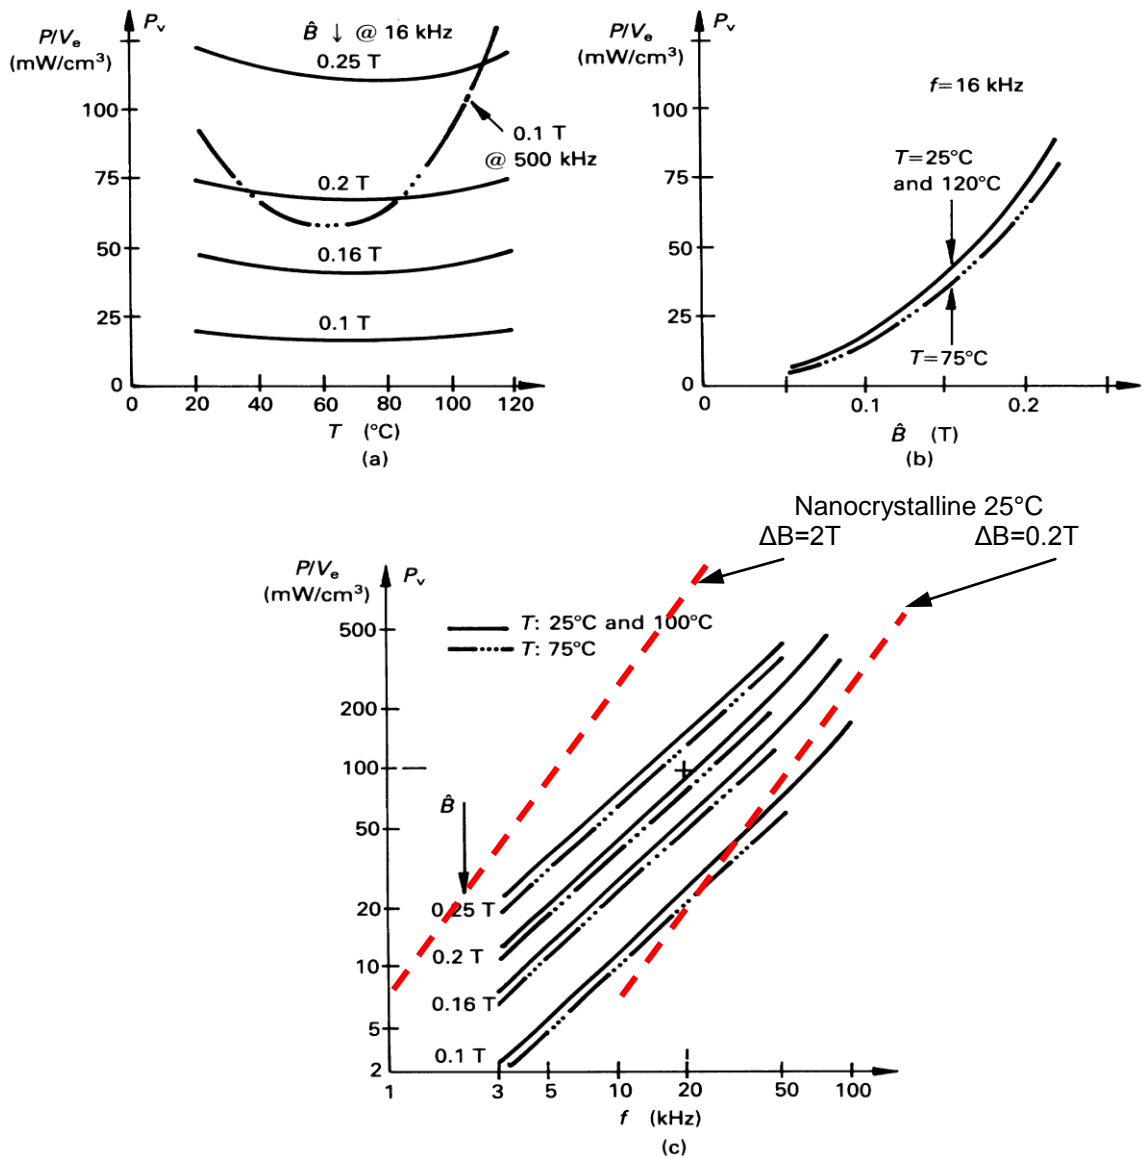 P/Vₑ
(mW/cm³)
Pᵥ
B̂ ↓ @ 16 kHz
0.25 T
0.1 T
@ 500 kHz
0.2 T
0.16 T
0.1 T
100
75
50
25
0
0 20 40 60 80 100 120
T (°C)
(a)
P/Vₑ
(mW/cm³)
Pᵥ
f=16 kHz
T=25°C
and 120°C
T=75°C
100
75
50
25
0
0 0.1 0.2
B̂ (T)
(b)
Nanocrystalline 25°C
ΔB=2T ΔB=0.2T
P/Vₑ
(mW/cm³)
Pᵥ
T: 25°C and 100°C
T: 75°C
500
200
100
50
20
10
5
2
B̂
0.25 T
0.2 T
0.16 T
0.1 T
1 3 5 10 20 50 100
f (kHz)
(c)